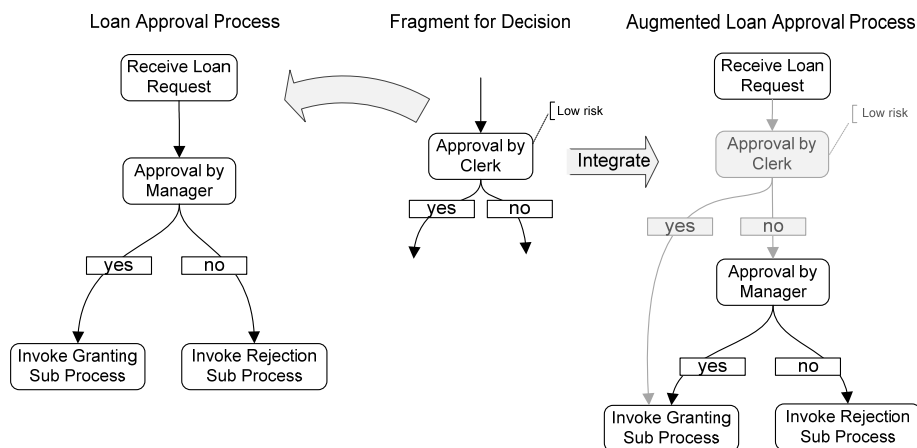 Loan Approval Process
Receive Loan
Request
Approval by
Manager
yes
no
Invoke Granting
Sub Process
Invoke Rejection
Sub Process
Fragment for Decision
Low risk
Approval by
Clerk
yes
no
Integrate
Augmented Loan Approval Process
Receive Loan
Request
Low risk
Approval by
Clerk
yes
no
Approval by
Manager
yes
no
Invoke Granting
Sub Process
Invoke Rejection
Sub Process